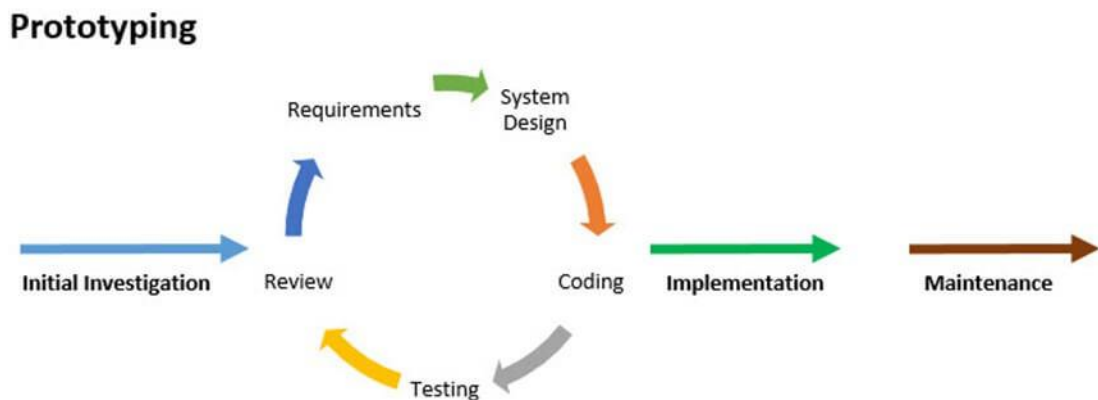 Prototyping
Requirements
System
Design
Initial Investigation
Review
Coding
Implementation
Maintenance
Testing